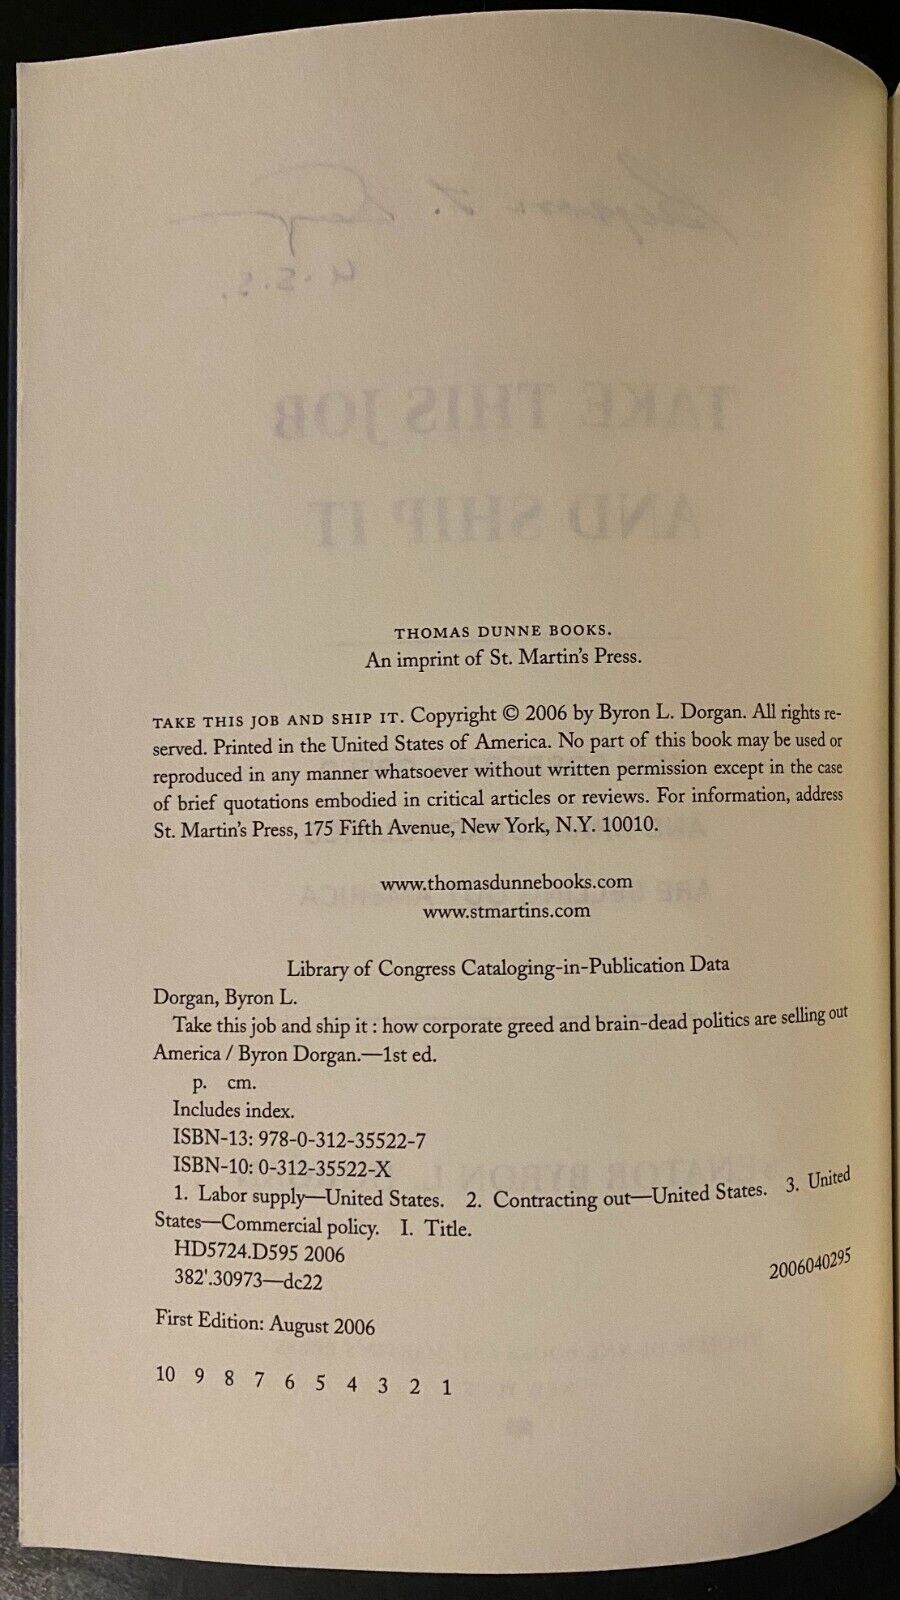 THOMAS DUNNE BOOKS.
An imprint of St. Martin's Press.
TAKE THIS JOB AND SHIP IT. Copyright © 2006 by Byron L. Dorgan. All rights re-
served. Printed in the United States of America. No part of this book may be used or
reproduced in any manner whatsoever without written permission except in the case
of brief quotations embodied in critical articles or reviews. For information, address
St. Martin's Press, 175 Fifth Avenue, New York, N.Y. 10010.
www.thomasdunnebooks.com
www.stmartins.com
Library of Congress Cataloging-in-Publication Data
Dorgan, Byron L.
Take this job and ship it : how corporate greed and brain-dead politics are selling out
America / Byron Dorgan.—1st ed.
p. cm.
Includes index.
ISBN-13: 978-0-312-35522-7
ISBN-10: 0-312-35522-X
1. Labor supply—United States. 2. Contracting out—United States. 3. United
States—Commercial policy. I. Title.
HD5724.D595 2006
382'.30973—dc22 2006040295
First Edition: August 2006
10 9 8 7 6 5 4 3 2 1